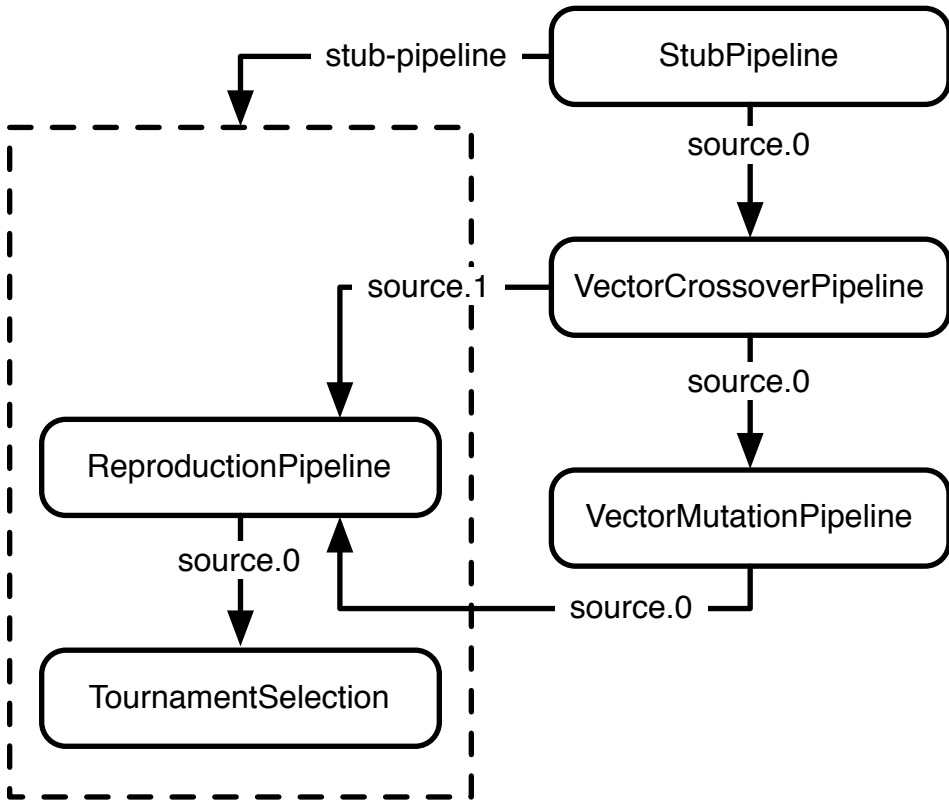 stub-pipeline
StubPipeline
source.0
source.1
VectorCrossoverPipeline
source.0
ReproductionPipeline
VectorMutationPipeline
source.0
source.0
TournamentSelection